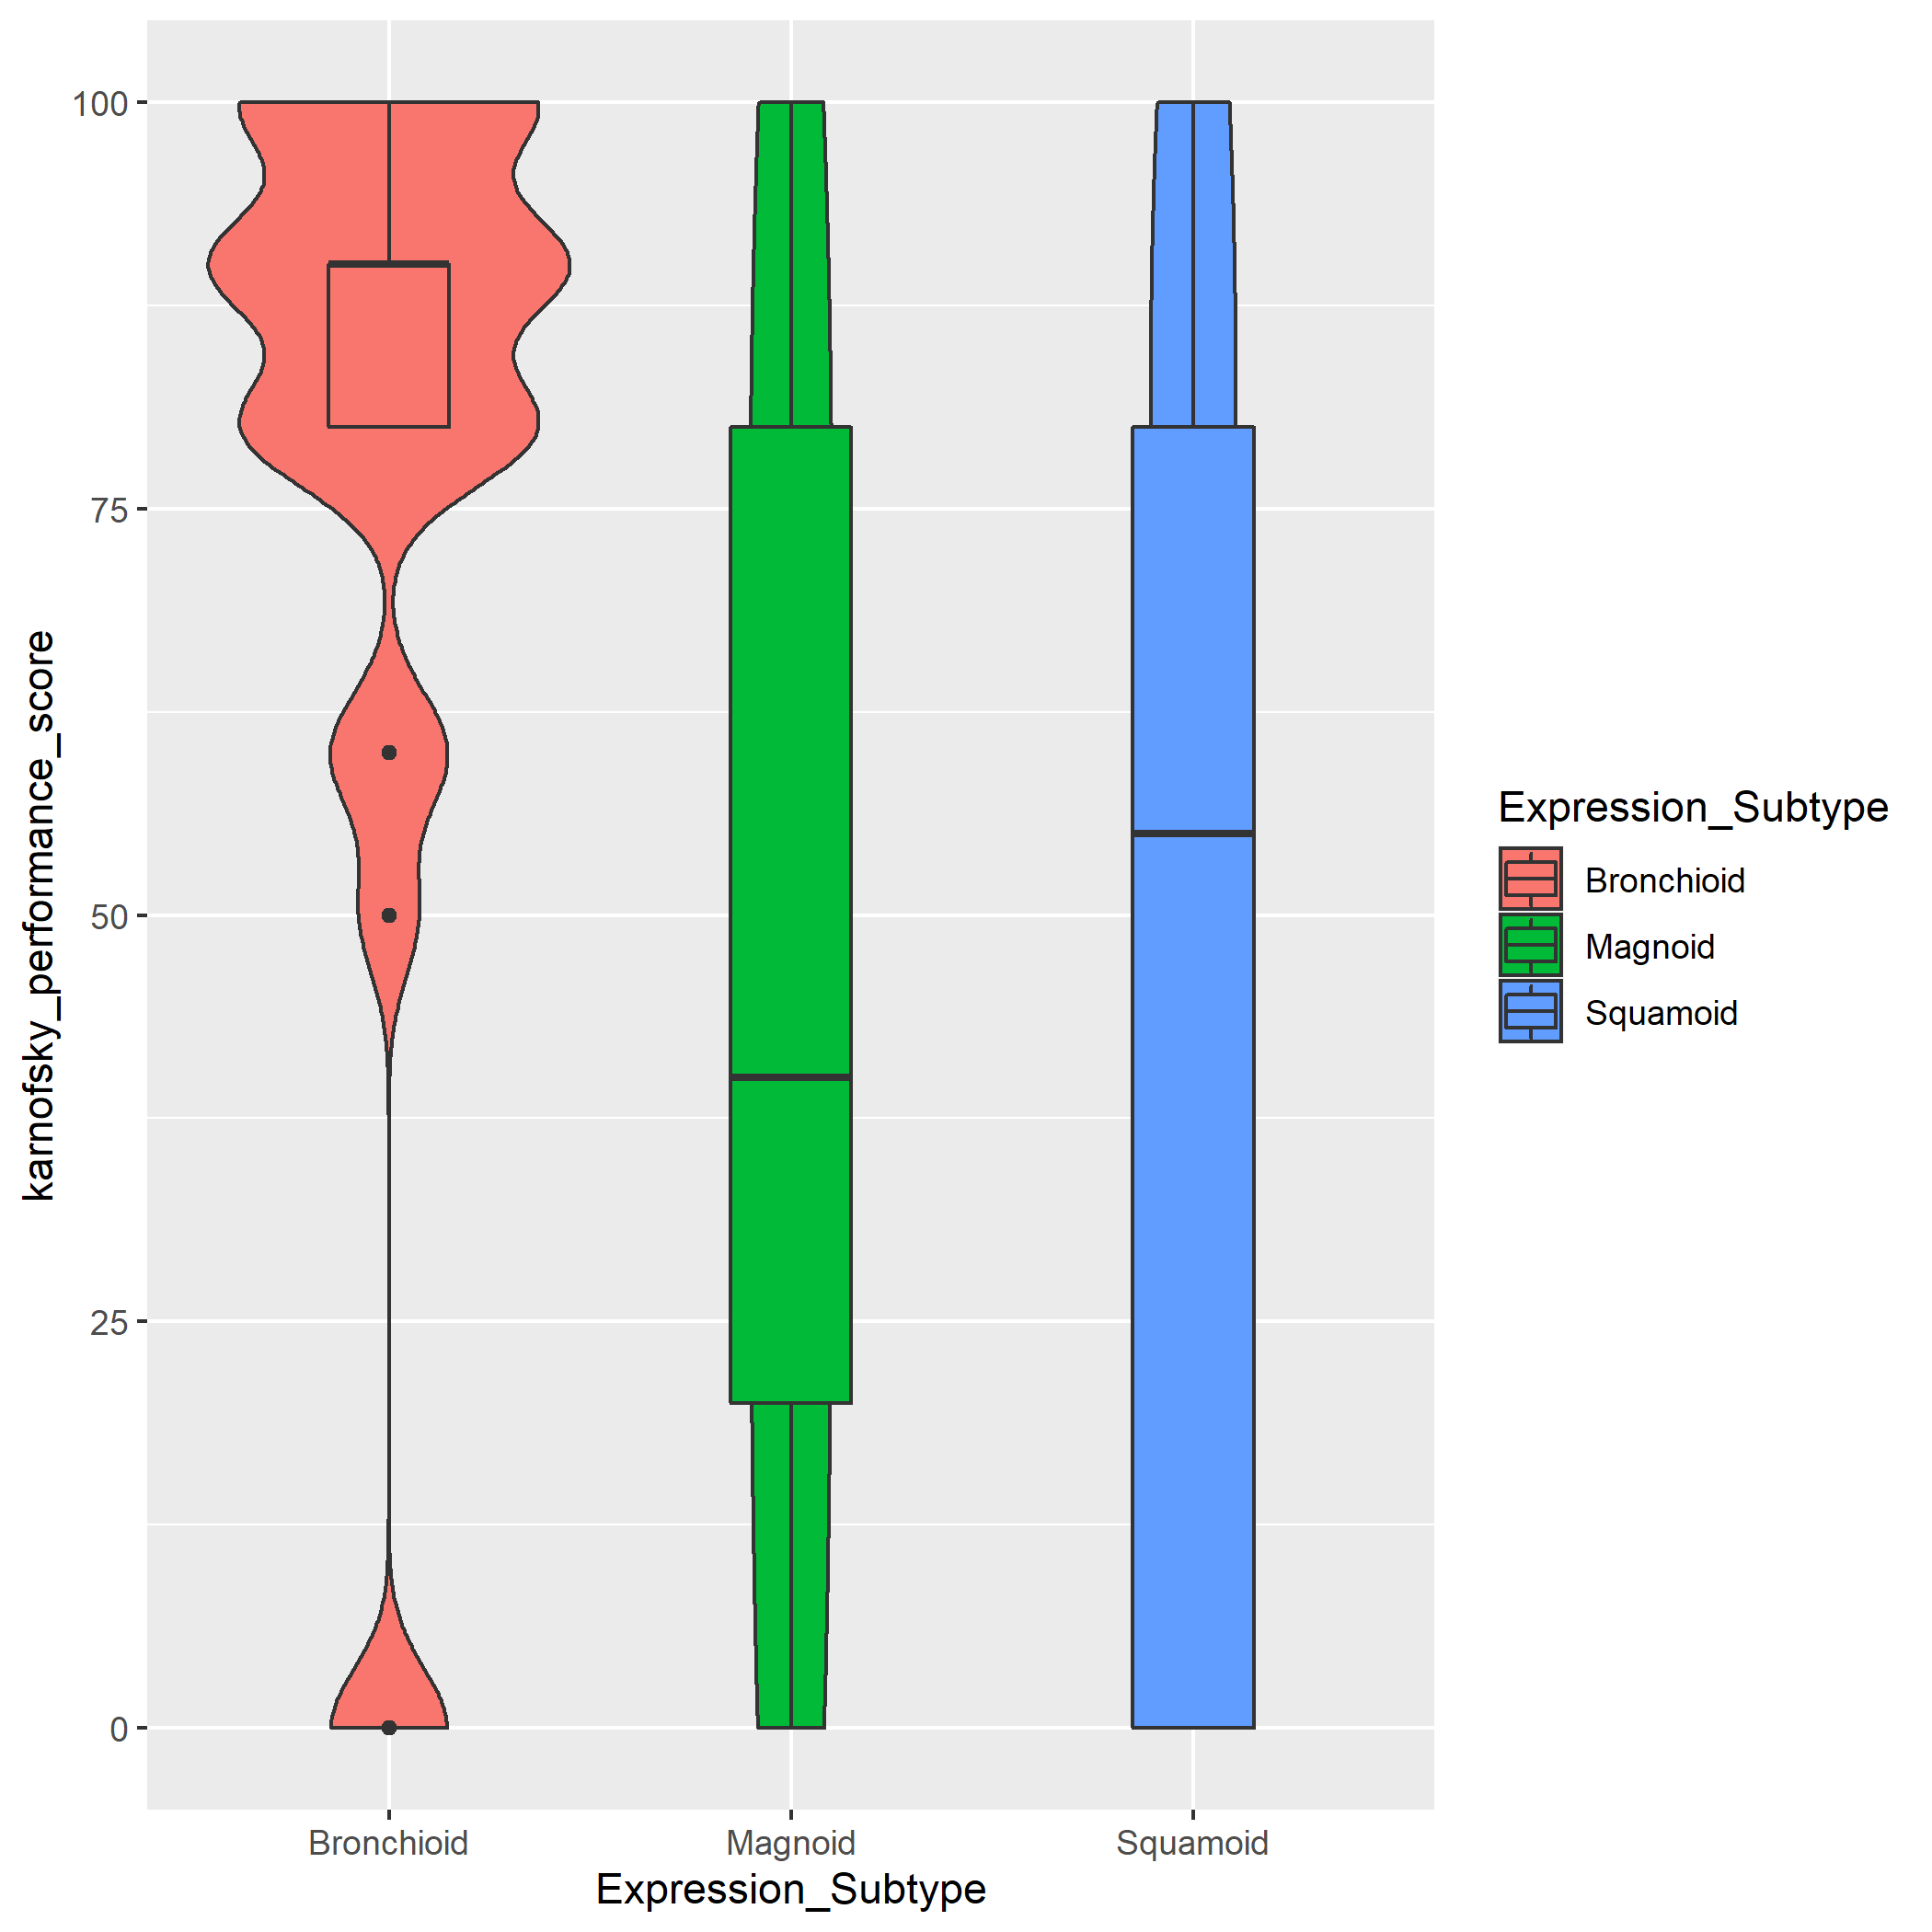 karnofsky_performance_score
100
75
50
25
0
Bronchioid
Magnoid
Squamoid
Expression_Subtype
Expression_Subtype
Bronchioid
Magnoid
Squamoid